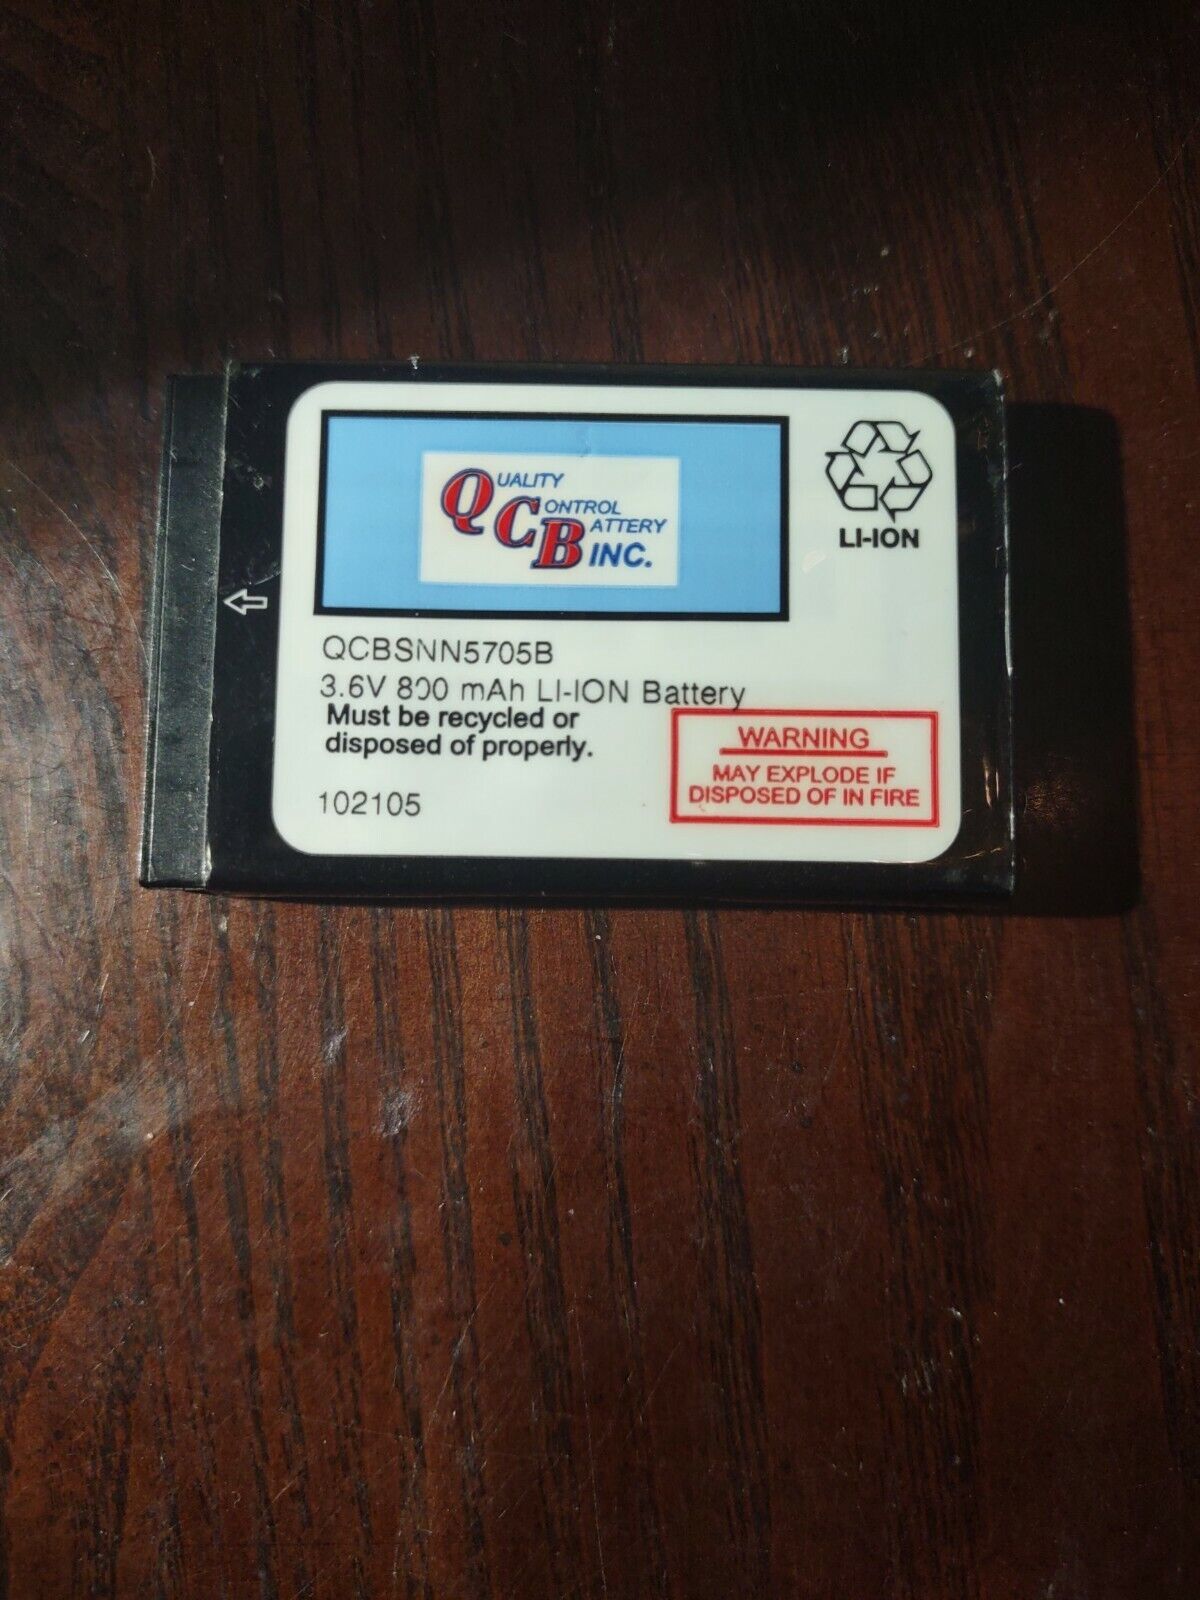 QUALITY
CONTROL
BATTERY
INC.
LI-ION
QCBSNN5705B
3.6V 800 mAh LI-ION Battery
Must be recycled or
disposed of properly.
WARNING
MAY EXPLODE IF
DISPOSED OF IN FIRE
102105